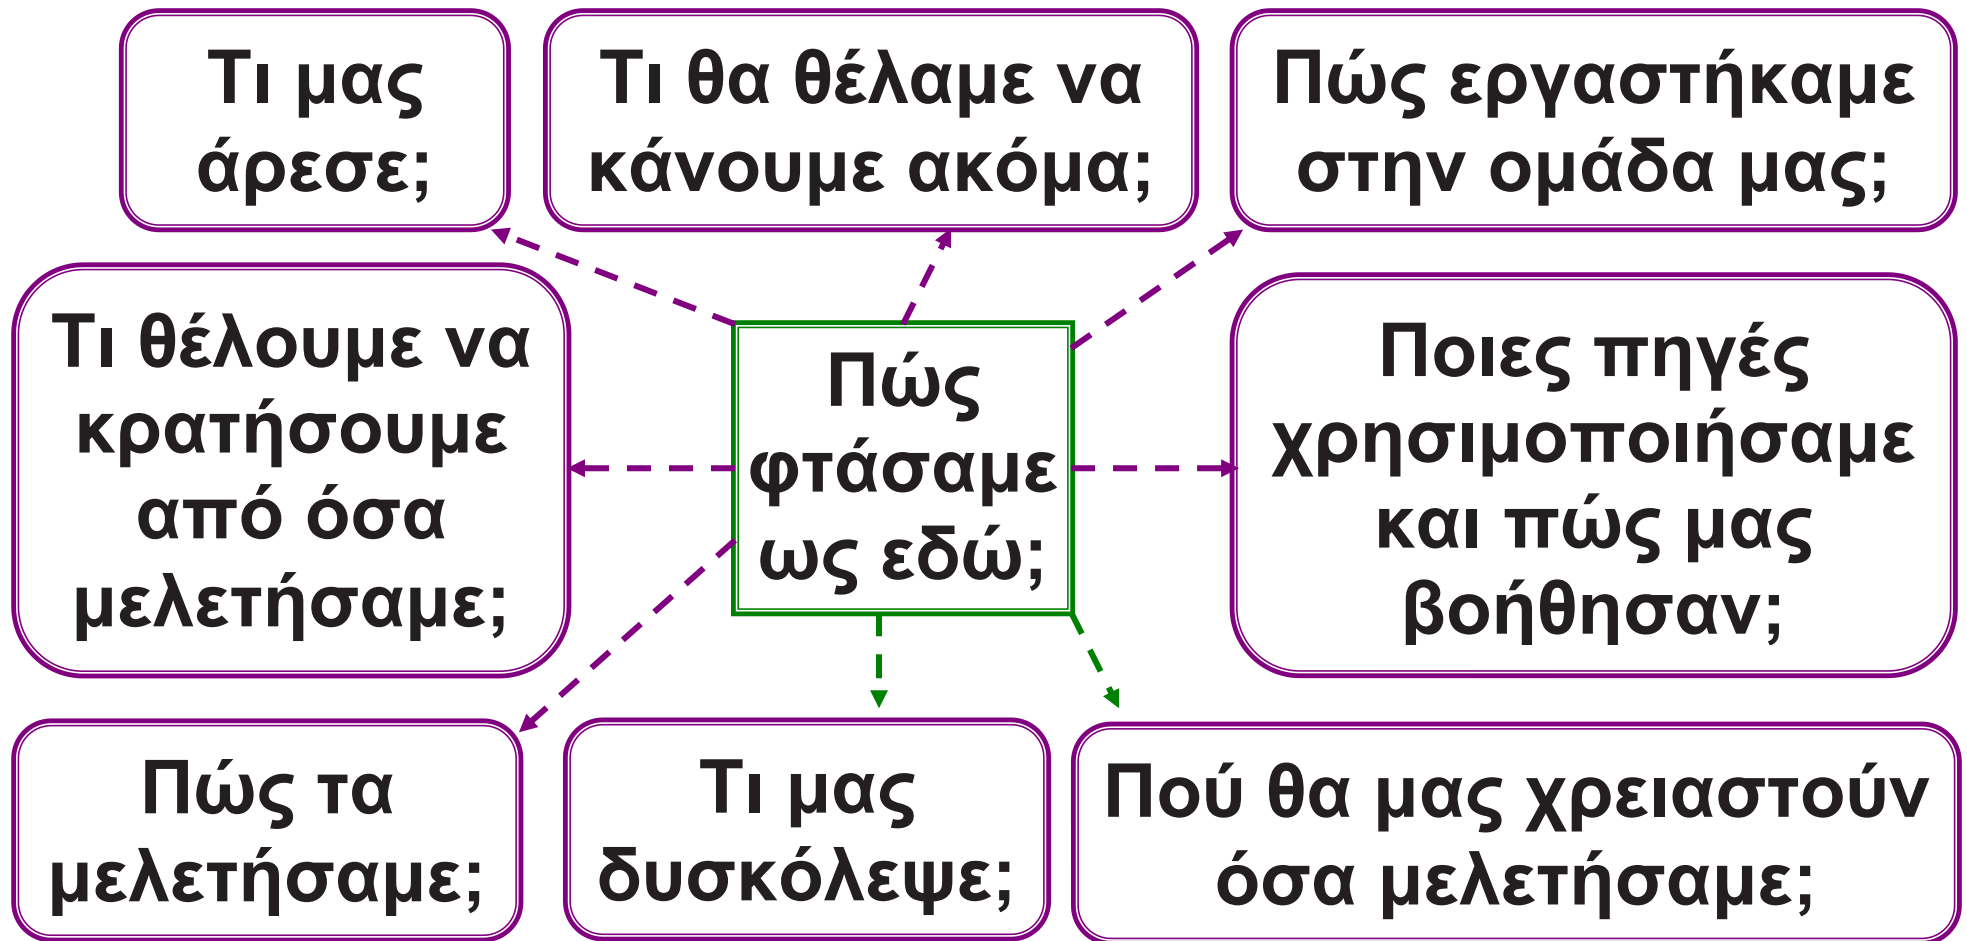 Τι μας
άρεσε;
Τι θα θέλαμε να
κάνουμε ακόμα;
Πώς εργαστήκαμε
στην ομάδα μας;
Τι θέλουμε να
κρατήσουμε
από όσα
μελετήσαμε;
Πώς
φτάσαμε
ως εδώ;
Ποιες πηγές
χρησιμοποιήσαμε
και πώς μας
βοήθησαν;
Πώς τα
μελετήσαμε;
Τι μας
δυσκόλεψε;
Πού θα μας χρειαστούν
όσα μελετήσαμε;